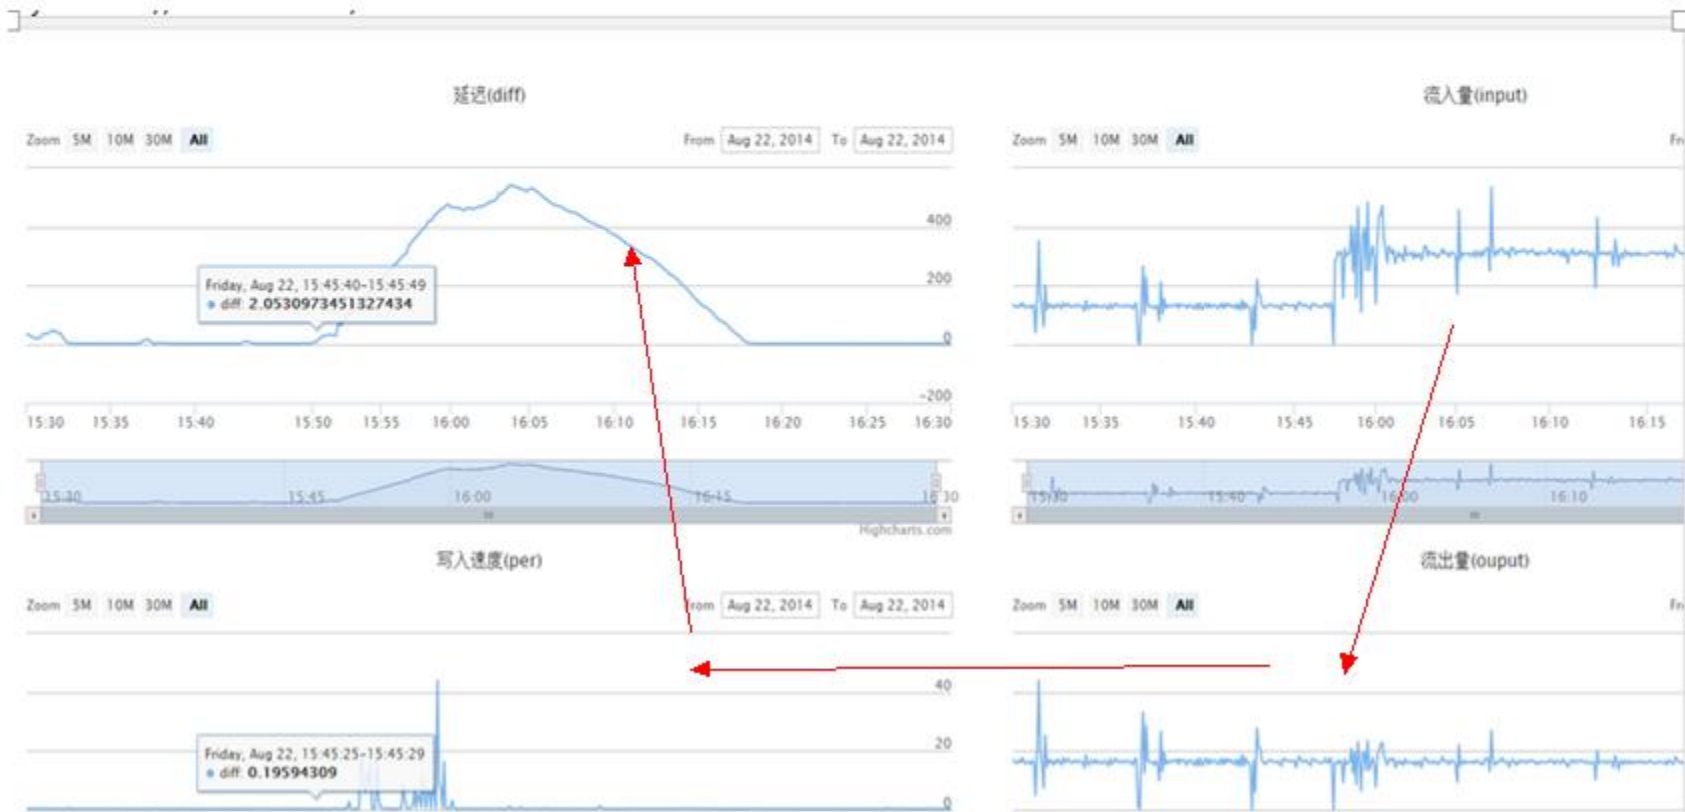 延迟(diff)
Zoom 5M 10M 30M All
From Aug 22, 2014 To Aug 22, 2014
400
200
0
-200
Friday, Aug 22, 15:45:40-15:45:49
diff: 2.0530973451327434
15:30 15:35 15:40 15:50 15:55 16:00 16:05 16:10 16:15 16:20 16:25 16:30
15:30 15:45 16:00 16:45 16:30
Highcharts.com
流入量(input)
Zoom 5M 10M 30M All
15:30 15:35 15:40 15:45 16:00 16:05 16:10 16:15
15:30 15:40 16:00 16:10
写入速度(per)
Zoom 5M 10M 30M All
From Aug 22, 2014 To Aug 22, 2014
40
20
0
Friday, Aug 22, 15:45:25-15:45:29
diff: 0.19594309
流出量(ouput)
Zoom 5M 10M 30M All